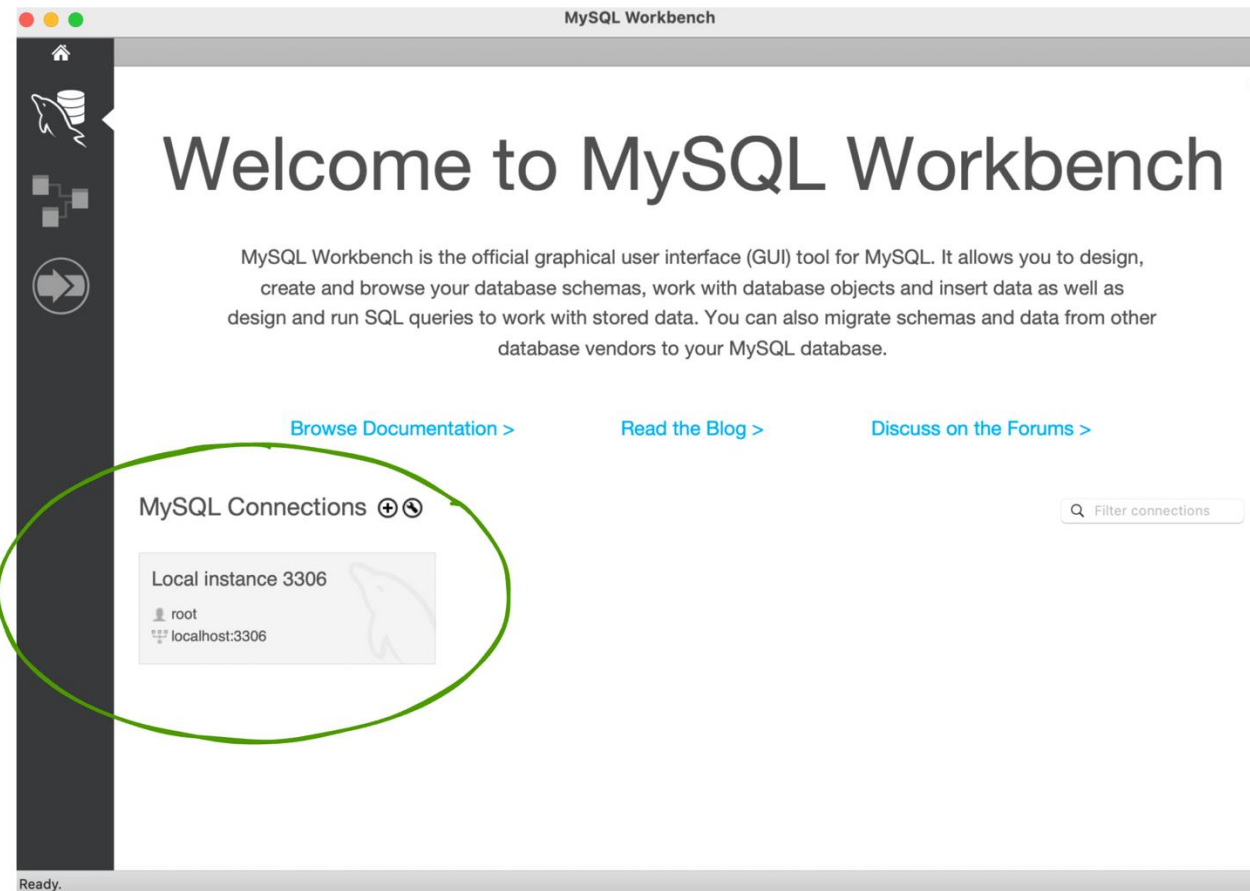 MySQL Workbench
Welcome to MySQL Workbench
MySQL Workbench is the official graphical user interface (GUI) tool for MySQL. It allows you to design,
create and browse your database schemas, work with database objects and insert data as well as
design and run SQL queries to work with stored data. You can also migrate schemas and data from other
database vendors to your MySQL database.
Browse Documentation >
Read the Blog >
Discuss on the Forums >
MySQL Connections
Filter connections
Local instance 3306
root
localhost:3306
Ready.